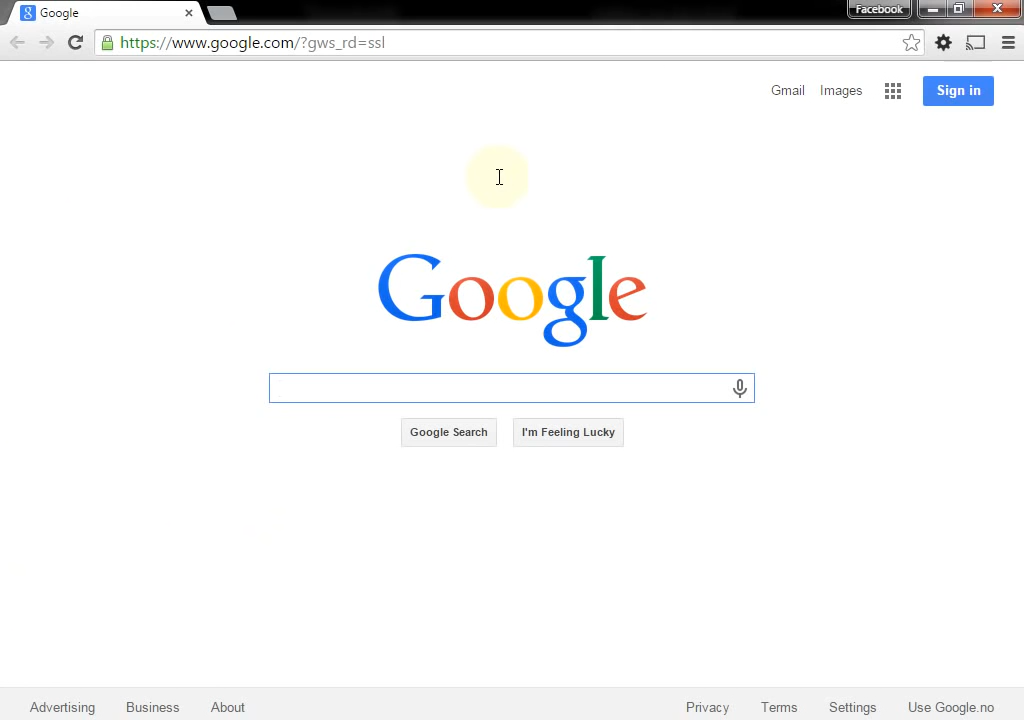 Google
Facebook
https://www.google.com/?gws_rd=ssl
Gmail Images Sign in
Google
Google Search I'm Feeling Lucky
Advertising Business About Privacy Terms Settings Use Google.no